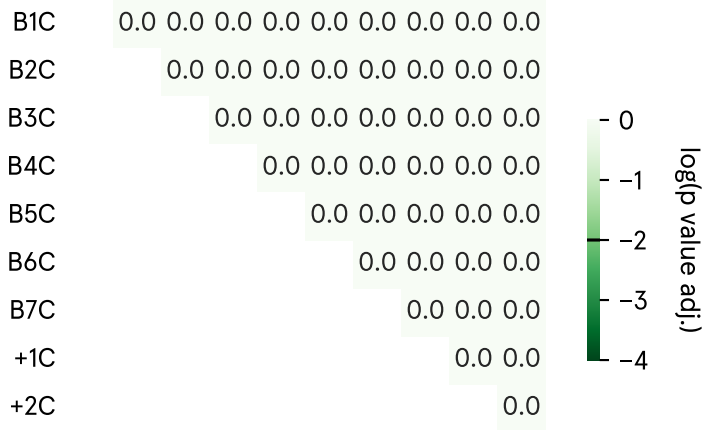 B1C 0.0 0.0 0.0 0.0 0.0 0.0 0.0 0.0 0.0
B2C 0.0 0.0 0.0 0.0 0.0 0.0 0.0 0.0
B3C 0.0 0.0 0.0 0.0 0.0 0.0 0.0
B4C 0.0 0.0 0.0 0.0 0.0 0.0
B5C 0.0 0.0 0.0 0.0 0.0
B6C 0.0 0.0 0.0 0.0
B7C 0.0 0.0 0.0
+1C 0.0 0.0
+2C 0.0
0
−1
−2
−3
−4
log(p value adj.)